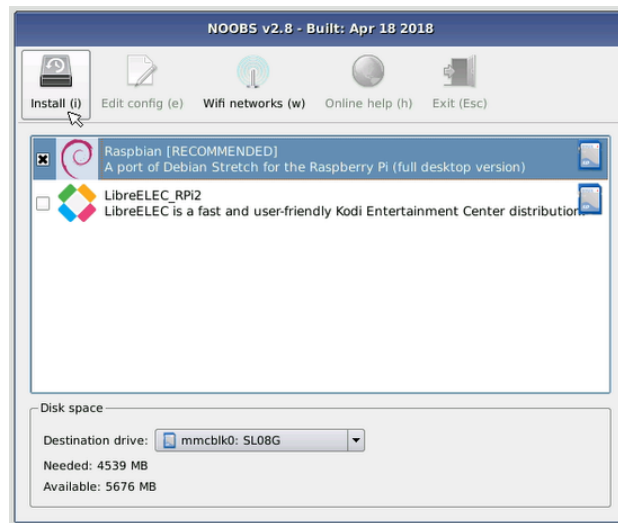 NOOBS v2.8 - Built: Apr 18 2018
Install (i) Edit config (e) Wifi networks (w) Online help (h) Exit (Esc)
Raspbian [RECOMMENDED]
A port of Debian Stretch for the Raspberry Pi (full desktop version)
LibreELEC_RPi2
LibreELEC is a fast and user-friendly Kodi Entertainment Center distribution.
Disk space
Destination drive: mmcblk0: SL08G
Needed: 4539 MB
Available: 5676 MB